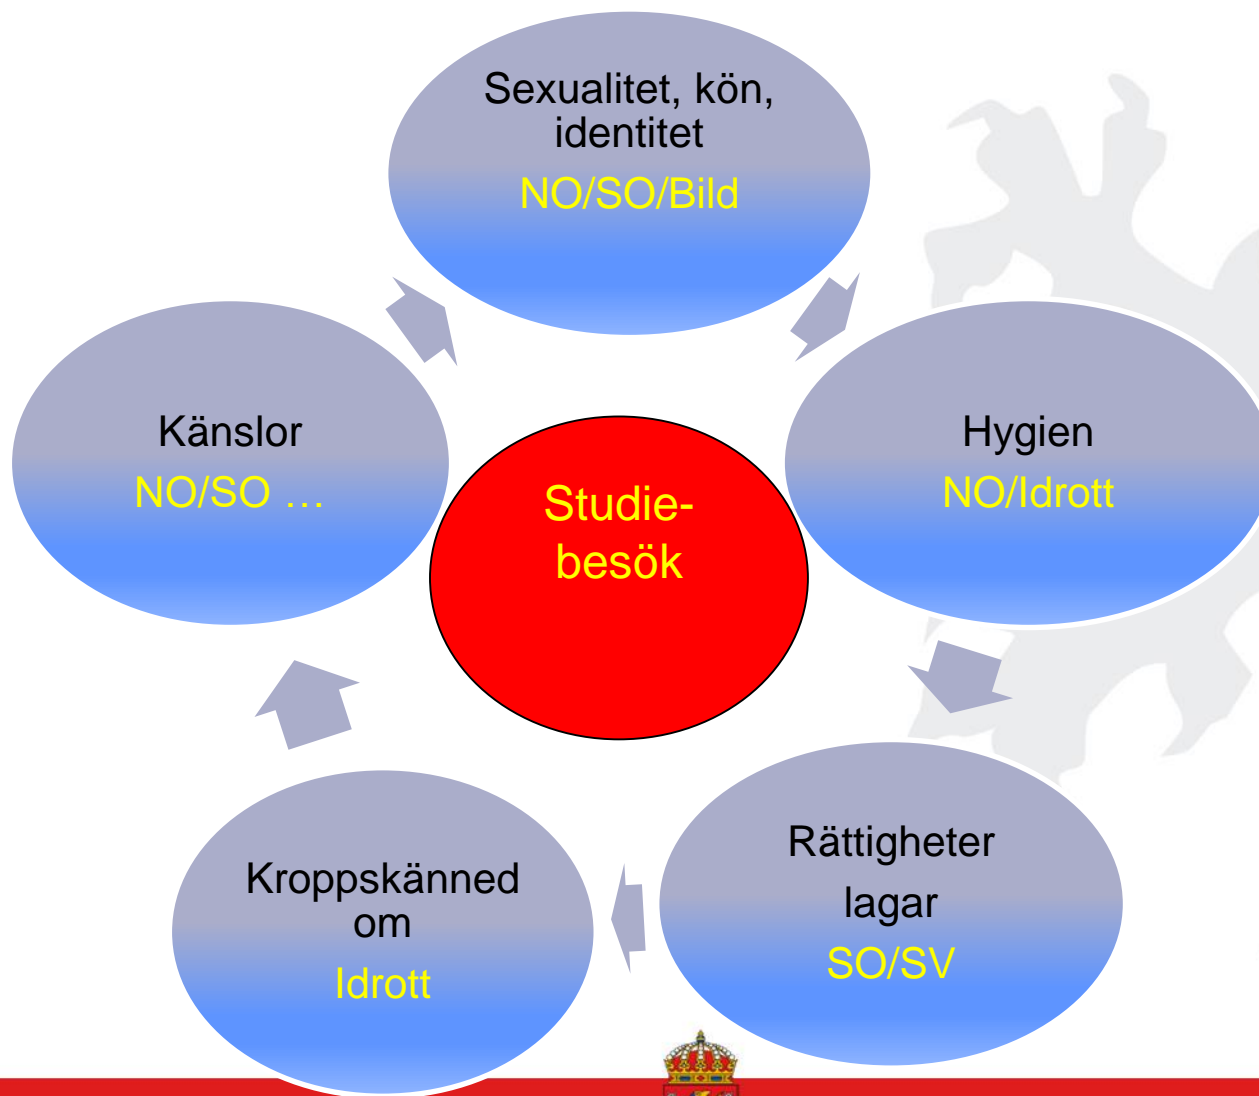 Sexualitet, kön,
identitet
NO/SO/Bild
Känslor
NO/SO …
Hygien
NO/Idrott
Studie-
besök
Rättigheter
lagar
SO/SV
Kroppskänned
om
Idrott